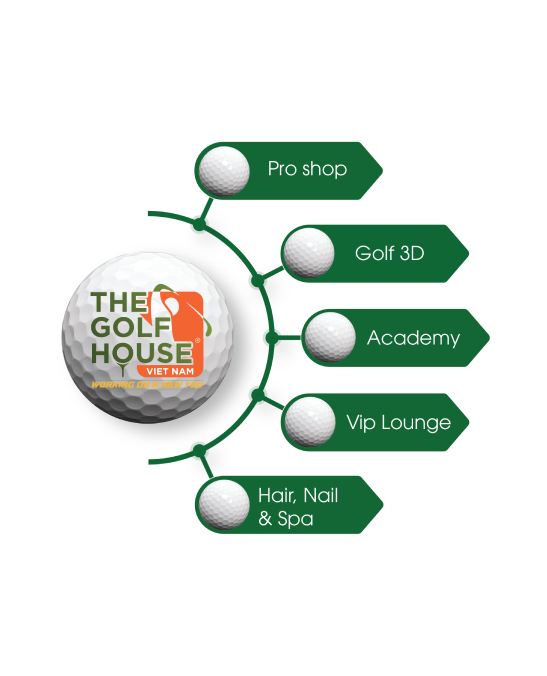 Pro shop
Golf 3D
THE
GOLF
HOUSE®
VIET NAM
Academy
Vip Lounge
Hair, Nail
& Spa